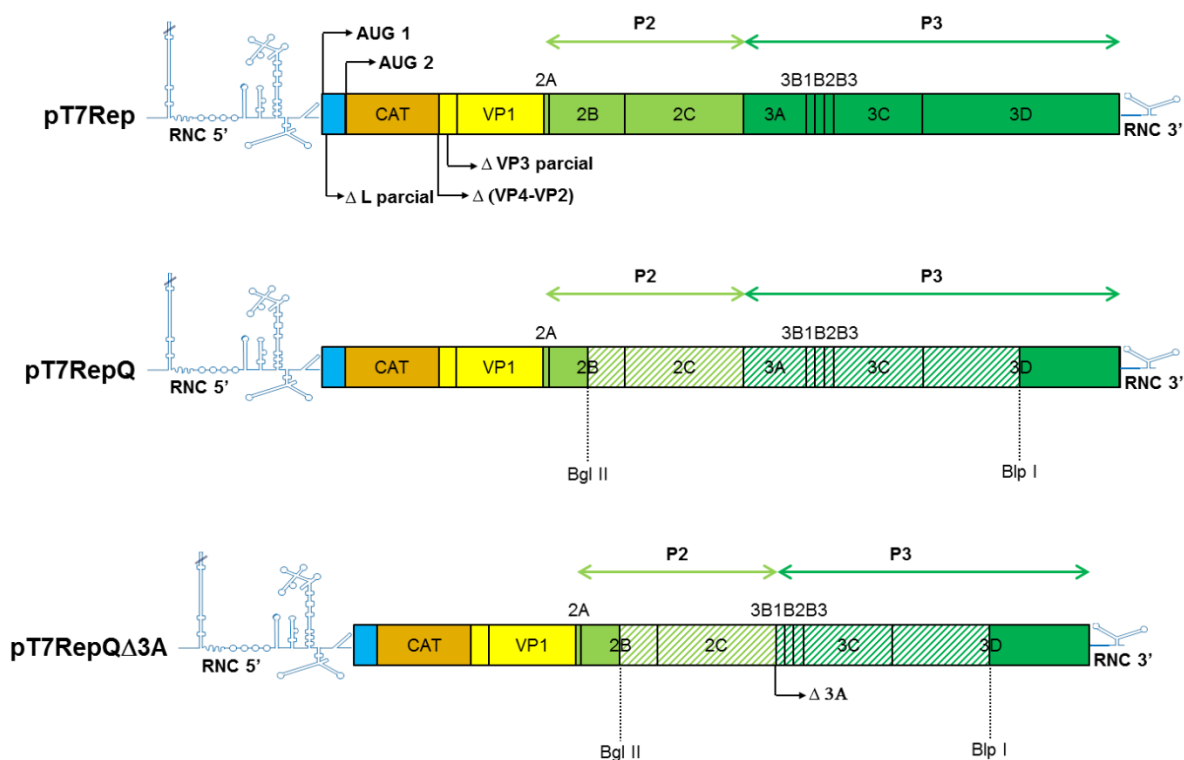 P2 P3
AUG 1
AUG 2
2A 3B1B2B3
pT7Rep CAT VP1 2B 2C 3A 3C 3D
RNC 5' RNC 3'
Δ VP3 parcial
Δ L parcial Δ (VP4-VP2)
P2 P3
2A 3B1B2B3
pT7RepQ CAT VP1 2B 2C 3A 3C 3D
RNC 5' RNC 3'
Bgl II Blp I
P2 P3
2A 3B1B2B3
pT7RepQΔ3A CAT VP1 2B 2C 3C 3D
RNC 5' RNC 3'
Δ 3A
Bgl II Blp I